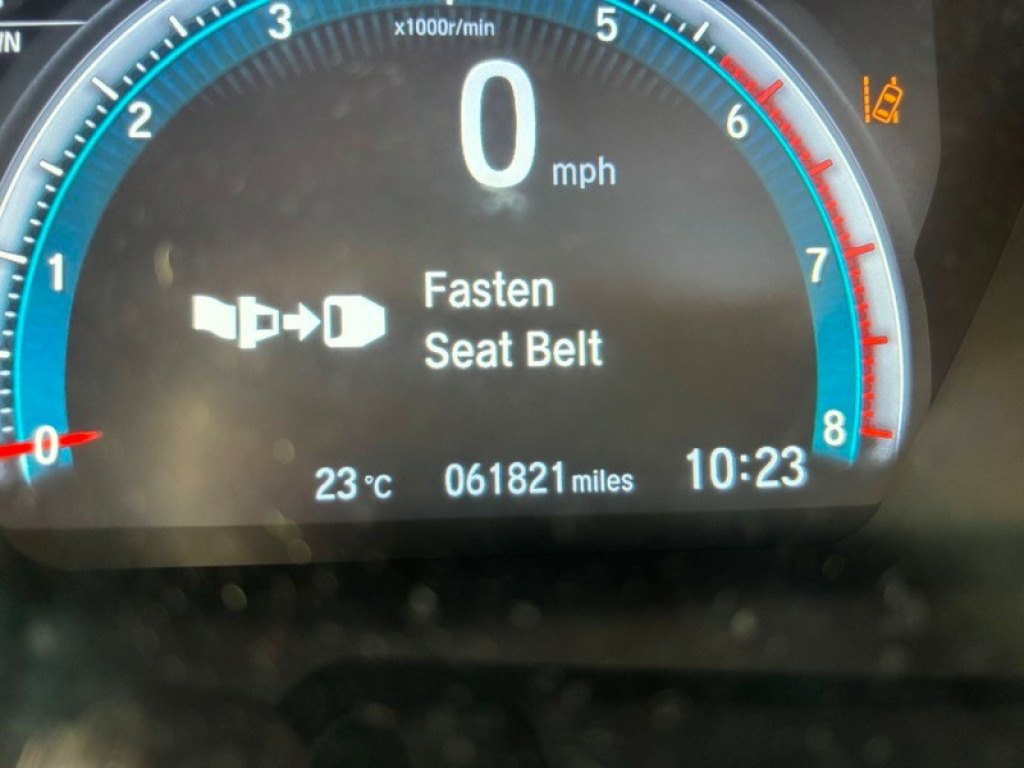 3
x1000r/min
5
0
mph
2
6
1
7
Fasten
Seat Belt
0
8
23 °C
061821 miles
10:23